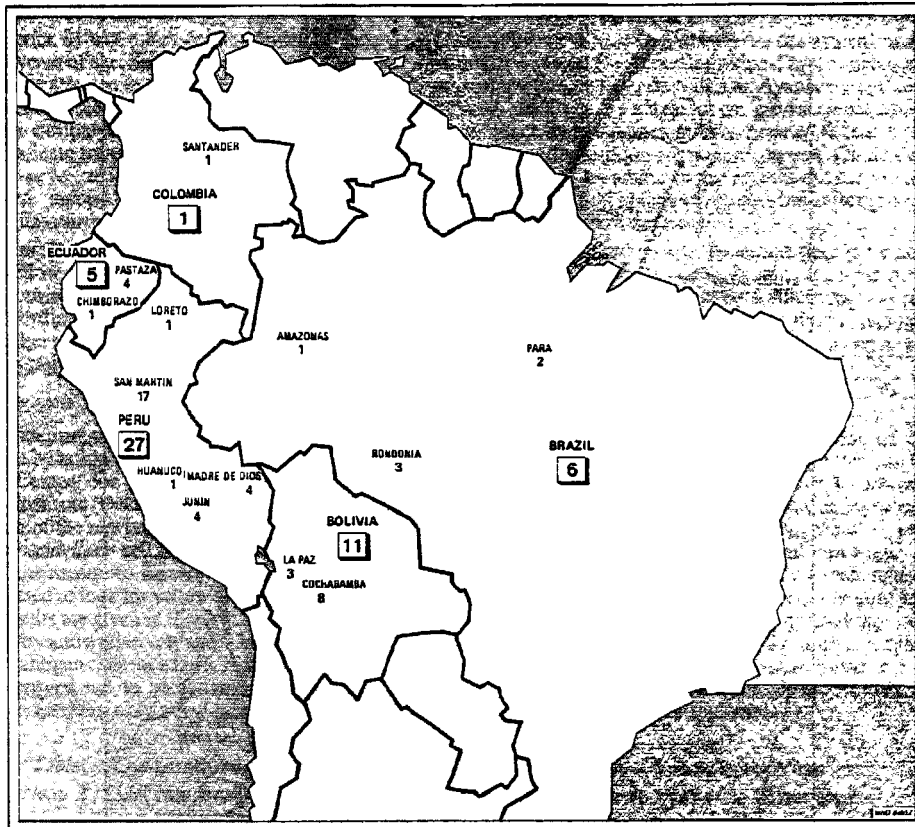 SANTANDER
1
COLOMBIA
1
ECUADOR
5
PASTAZA
4
CHIMBORAZO
1
LORETO
1
AMAZONAS
1
PARA
2
SAN MARTIN
17
PERU
27
HUANUCO
1
MADRE DE DIOS
4
JUNIN
4
RONDONIA
3
BRAZIL
6
BOLIVIA
11
LA PAZ
3
COCHABAMBA
8